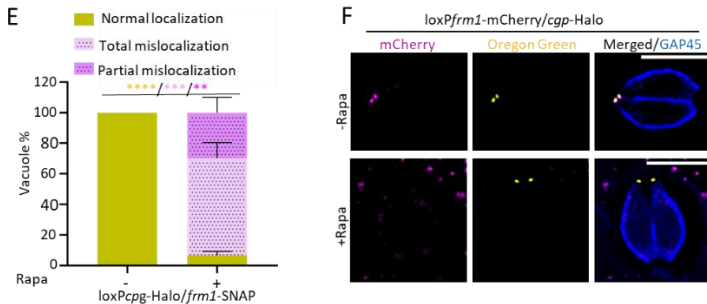 E
Normal localization
Total mislocalization
Partial mislocalization
****/***/**
120
100
80
60
40
20
0
Vacuole %
Rapa
-
+
loxPcpg-Halo/frm1-SNAP
F
loxPfrm1-mCherry/cgp-Halo
mCherry
Oregon Green
Merged/GAP45
-Rapa
+Rapa